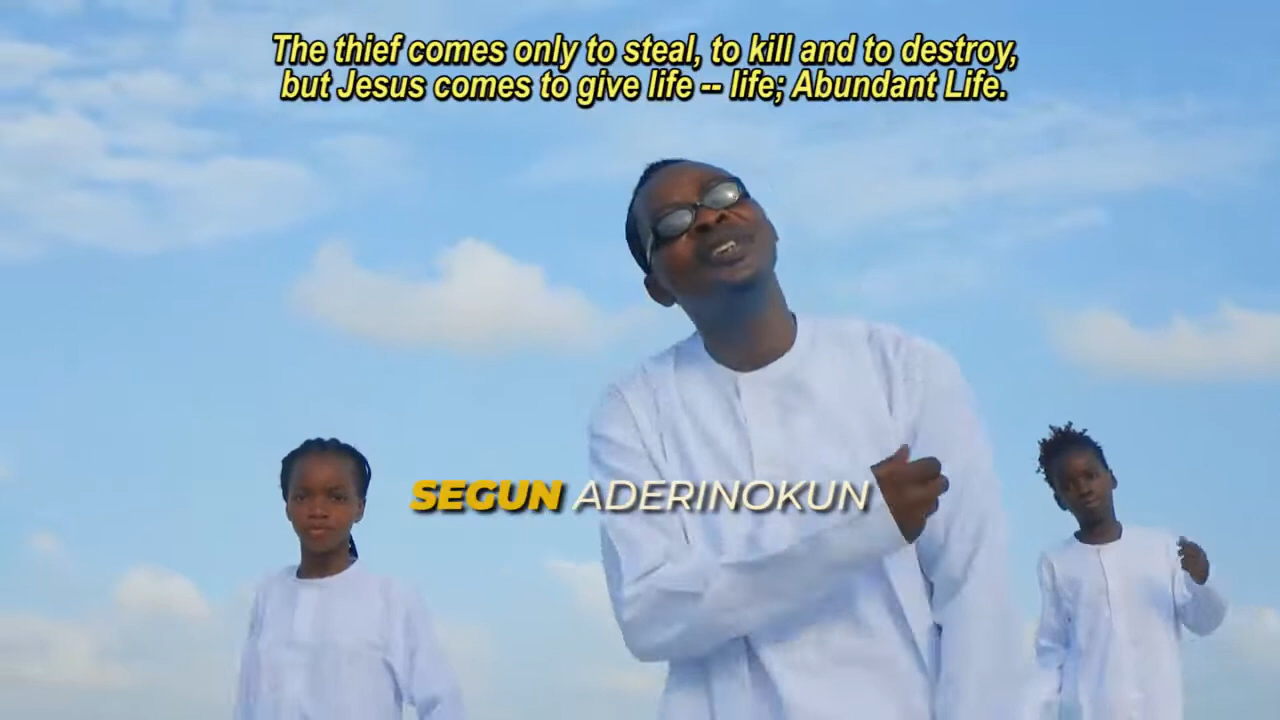 The thief comes only to steal, to kill and to destroy,
but Jesus comes to give life -- life; Abundant Life.
SEGUN ADERINOKUN